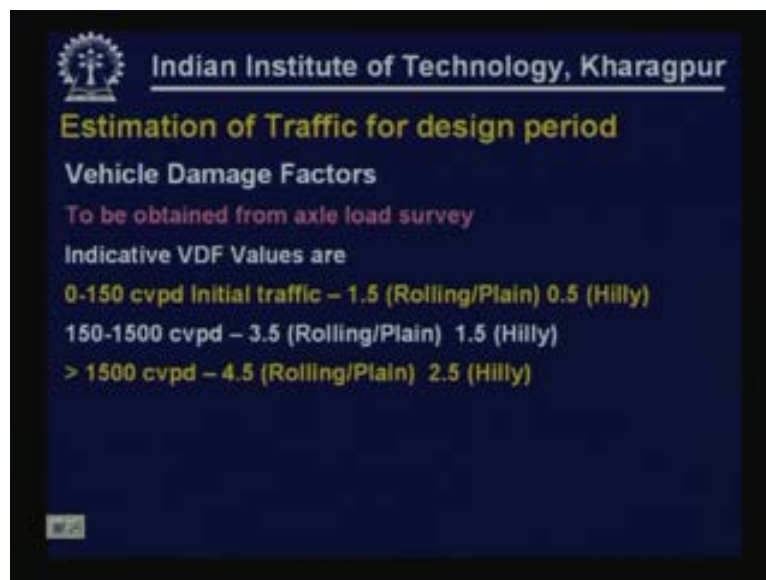 Indian Institute of Technology, Kharagpur
Estimation of Traffic for design period
Vehicle Damage Factors
To be obtained from axle load survey
Indicative VDF Values are
0-150 cvpd Initial traffic – 1.5 (Rolling/Plain) 0.5 (Hilly)
150-1500 cvpd – 3.5 (Rolling/Plain) 1.5 (Hilly)
> 1500 cvpd – 4.5 (Rolling/Plain) 2.5 (Hilly)